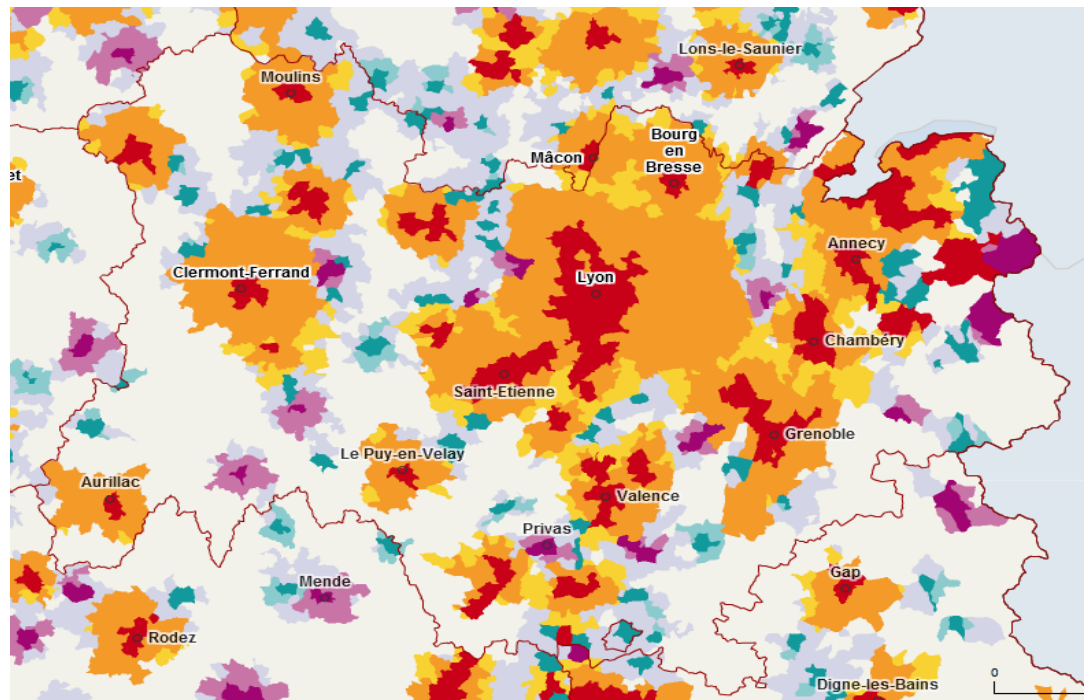 Lons-le-Saunier
Moulins
Bourg
en
Bresse
Mâcon
et
Annecy
Clermont-Ferrand
Lyon
Chambéry
Saint-Etienne
Grenoble
Le Puy-en-Velay
Aurillac
Valence
Privas
Gap
Mende
Rodez
0
Digne-les-Bains